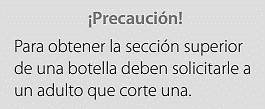 ¡Precaución!
Para obtener la sección superior
de una botella deben solicitarle a
un adulto que corte una.